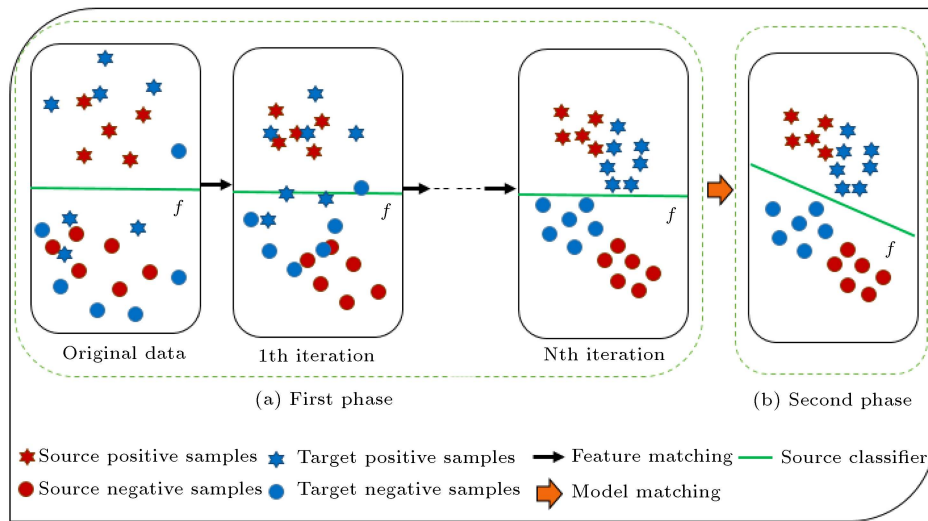 f
f
f
f
Original data
1th iteration
Nth iteration
(a) First phase
(b) Second phase
Source positive samples
Target positive samples
Feature matching
Source classifier
Source negative samples
Target negative samples
Model matching